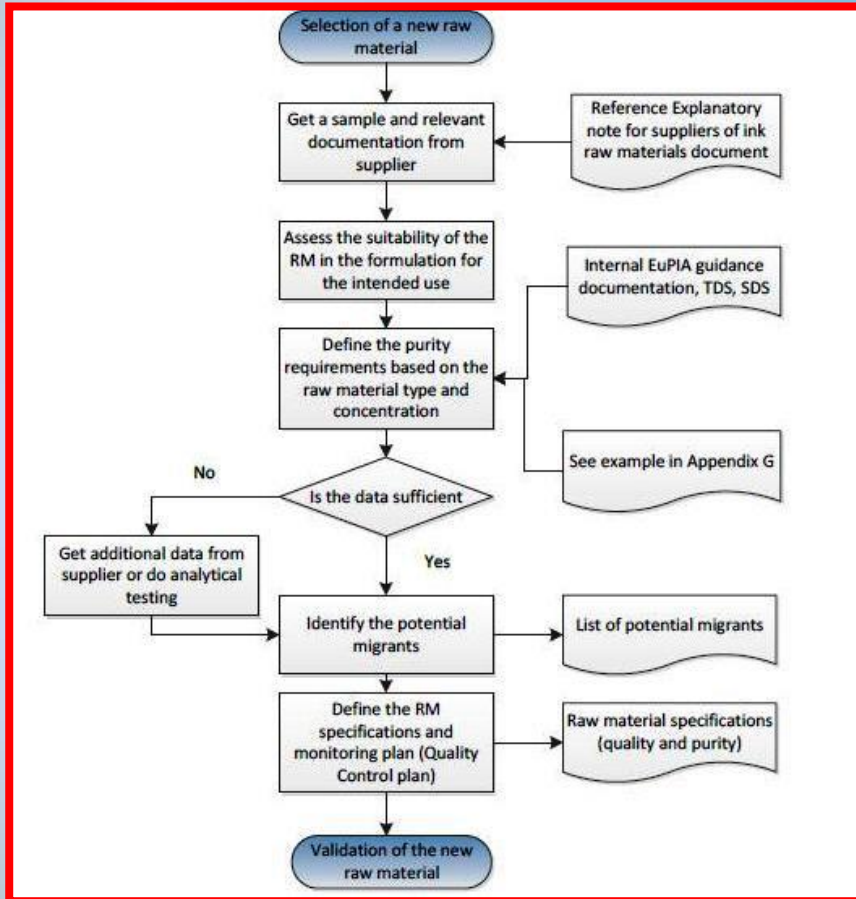 Selection of a new raw
material
Get a sample and relevant
documentation from
supplier
Reference Explanatory
note for suppliers of ink
raw materials document
Assess the suitability of the
RM in the formulation for
the intended use
Internal EuPIA guidance
documentation, TDS, SDS
Define the purity
requirements based on the
raw material type and
concentration
See example in Appendix G
No
Is the data sufficient
Get additional data from
supplier or do analytical
testing
Yes
Identify the potential
migrants
List of potential migrants
Define the RM
specifications and
monitoring plan (Quality
Control plan)
Raw material specifications
(quality and purity)
Validation of the new
raw material